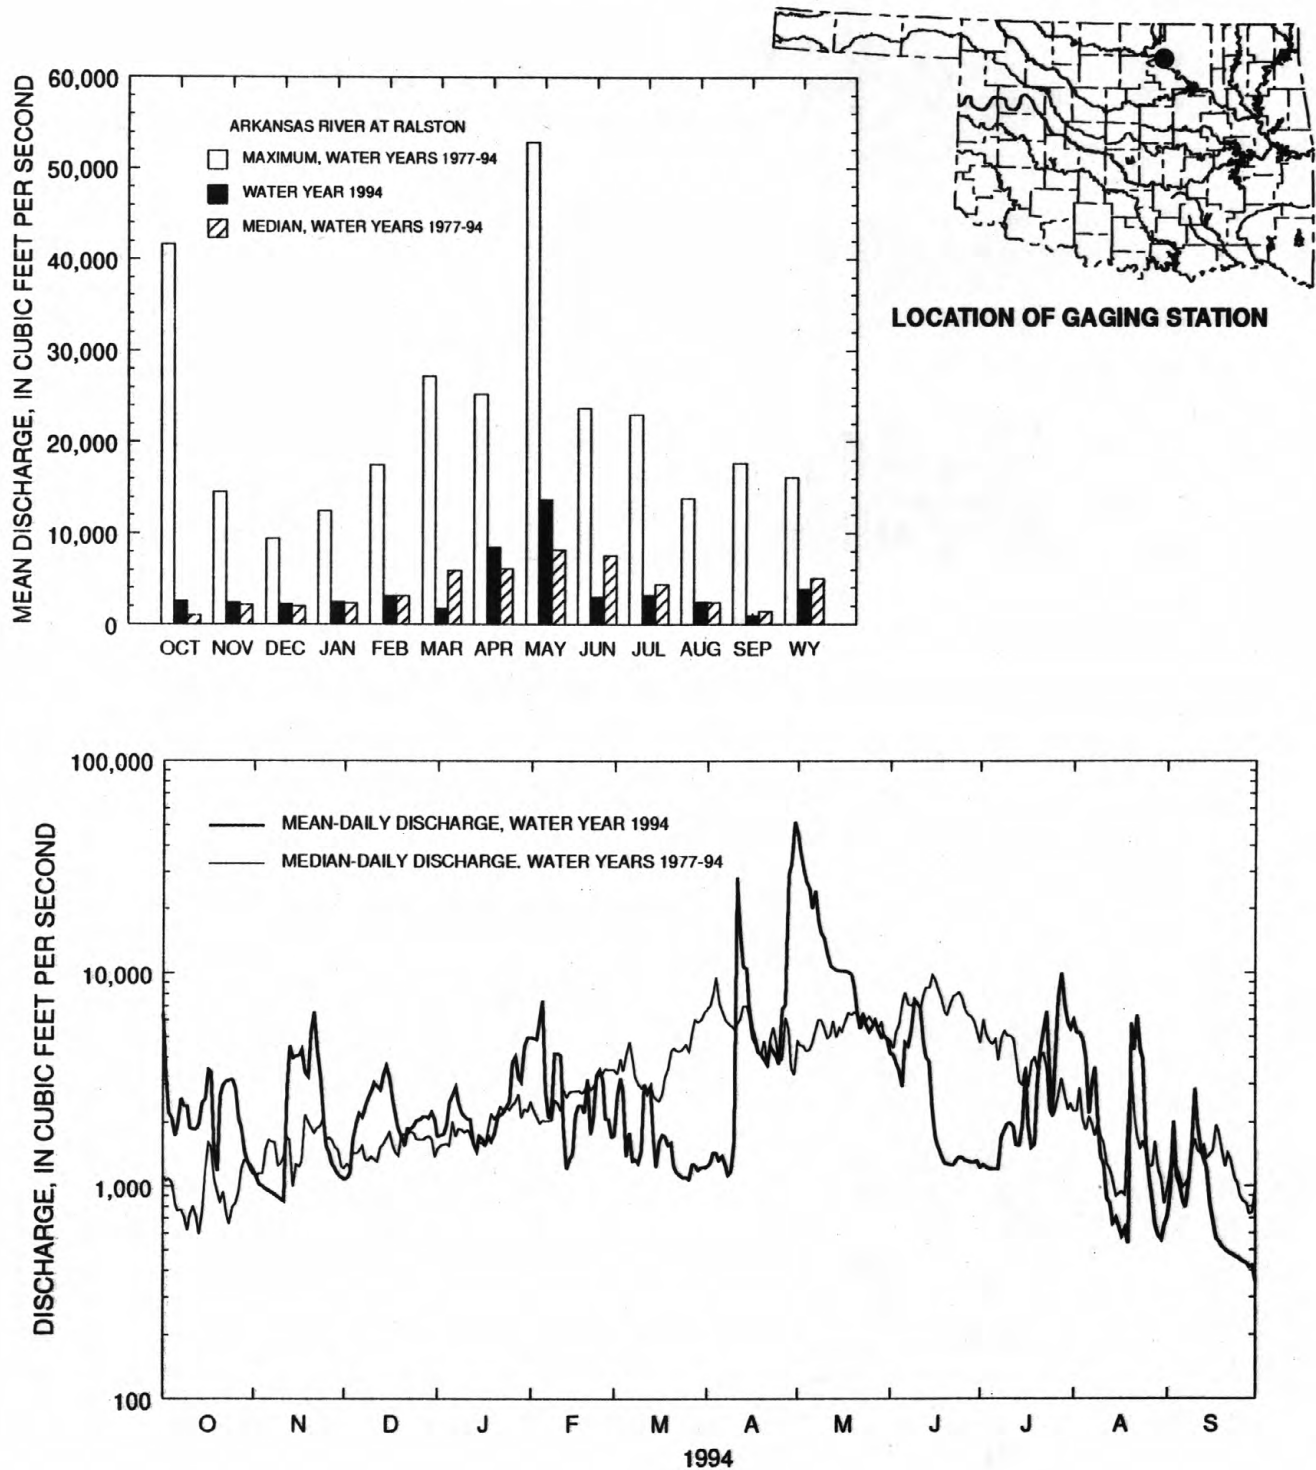 MEAN DISCHARGE, IN CUBIC FEET PER SECOND
60,000
50,000
40,000
30,000
20,000
10,000
0
ARKANSAS RIVER AT RALSTON
MAXIMUM, WATER YEARS 1977-94
WATER YEAR 1994
MEDIAN, WATER YEARS 1977-94
OCT NOV DEC JAN FEB MAR APR MAY JUN JUL AUG SEP WY
LOCATION OF GAGING STATION
DISCHARGE, IN CUBIC FEET PER SECOND
100,000
10,000
1,000
100
MEAN-DAILY DISCHARGE, WATER YEAR 1994
MEDIAN-DAILY DISCHARGE. WATER YEARS 1977-94
O N D J F M A M J J A S
1994